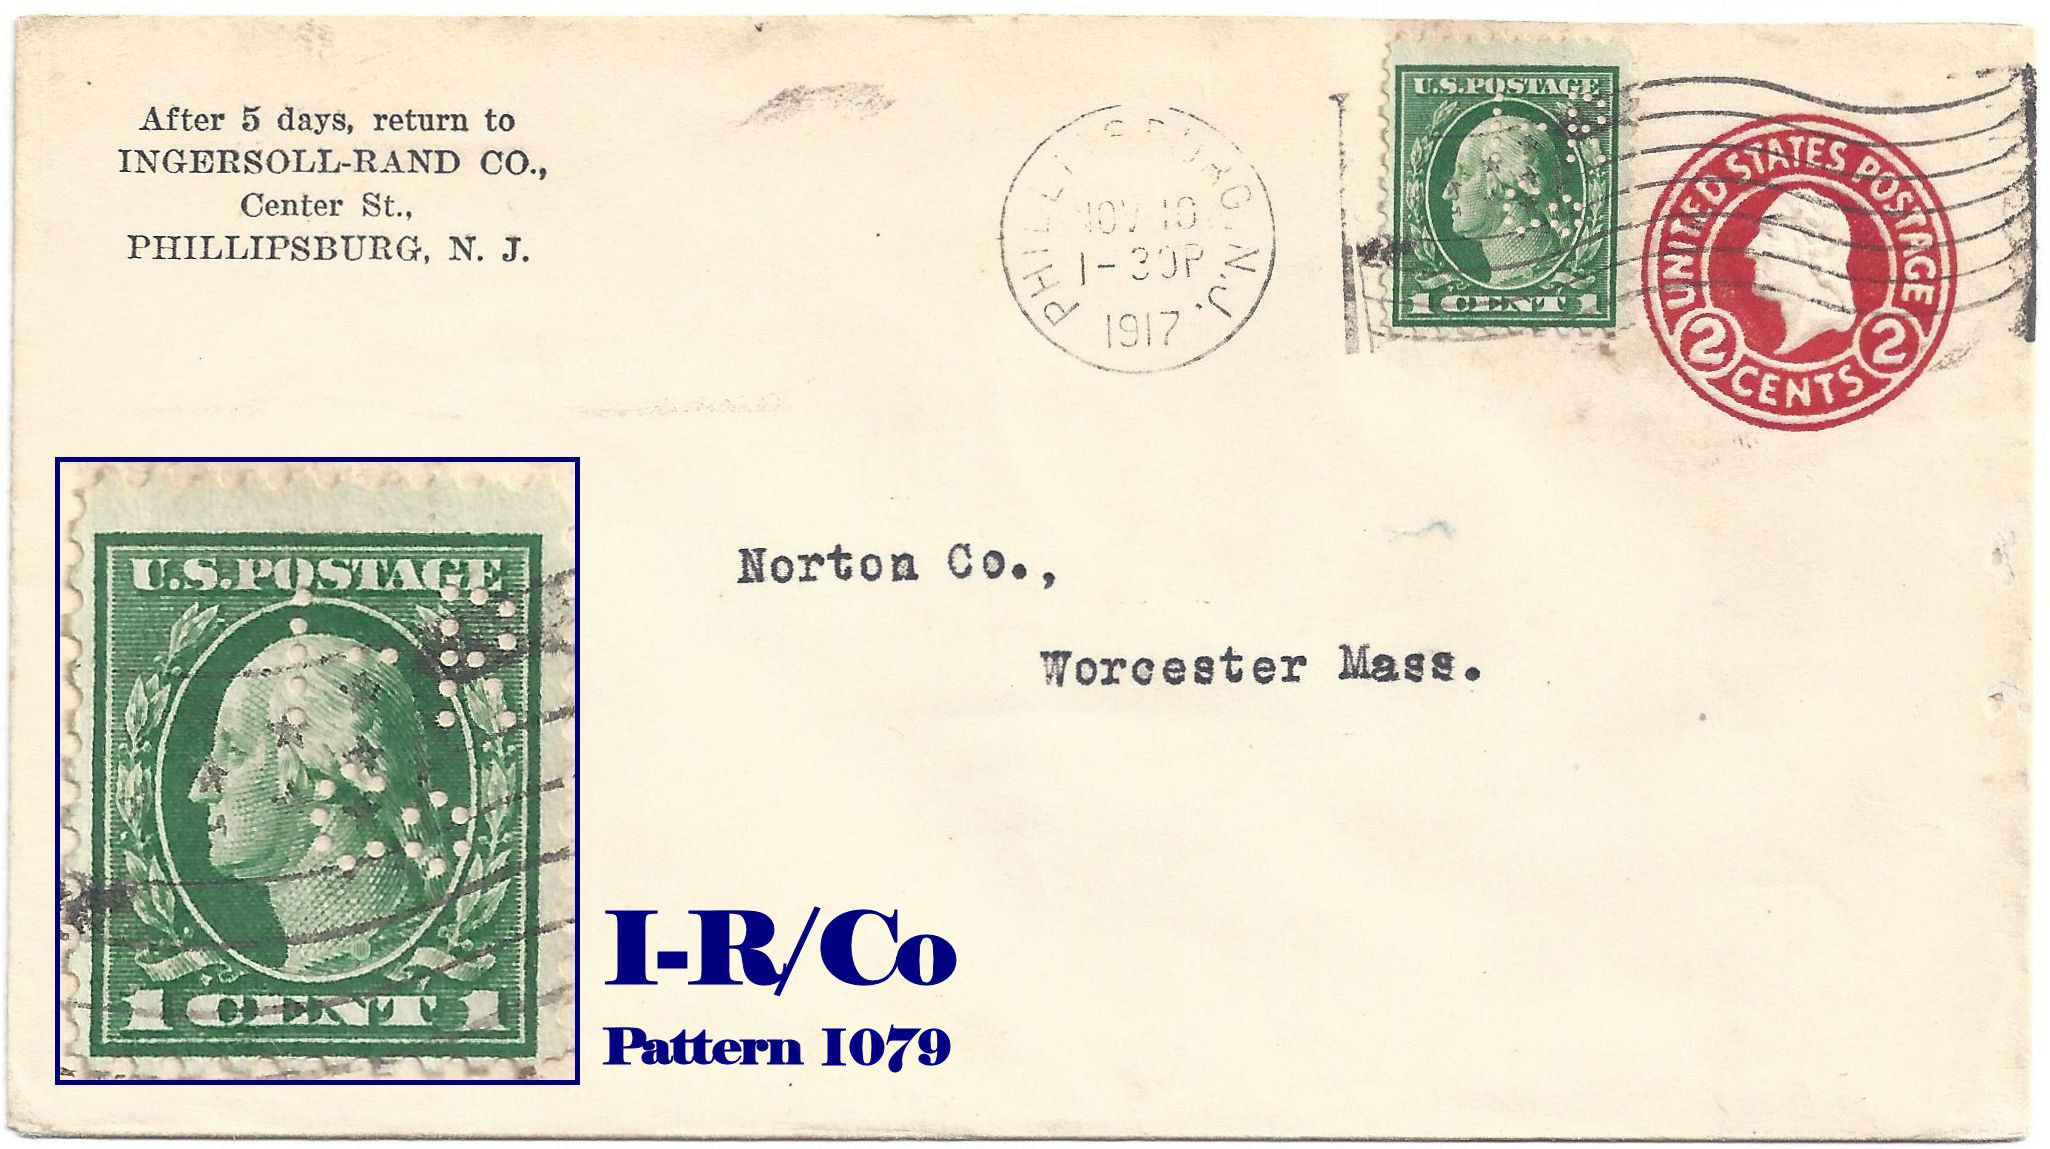 After 5 days, return to
INGERSOLL-RAND CO.,
Center St.,
PHILLIPSBURG, N. J.
PHILLIPSBURG, N.J.
NOV 10
1-30P
1917
U.S. POSTAGE
1 CENT 1
UNITED STATES POSTAGE
2 CENTS 2
Norton Co.,
Worcester Mass.
U.S. POSTAGE
1 CENT 1
I-R/Co
Pattern 1079